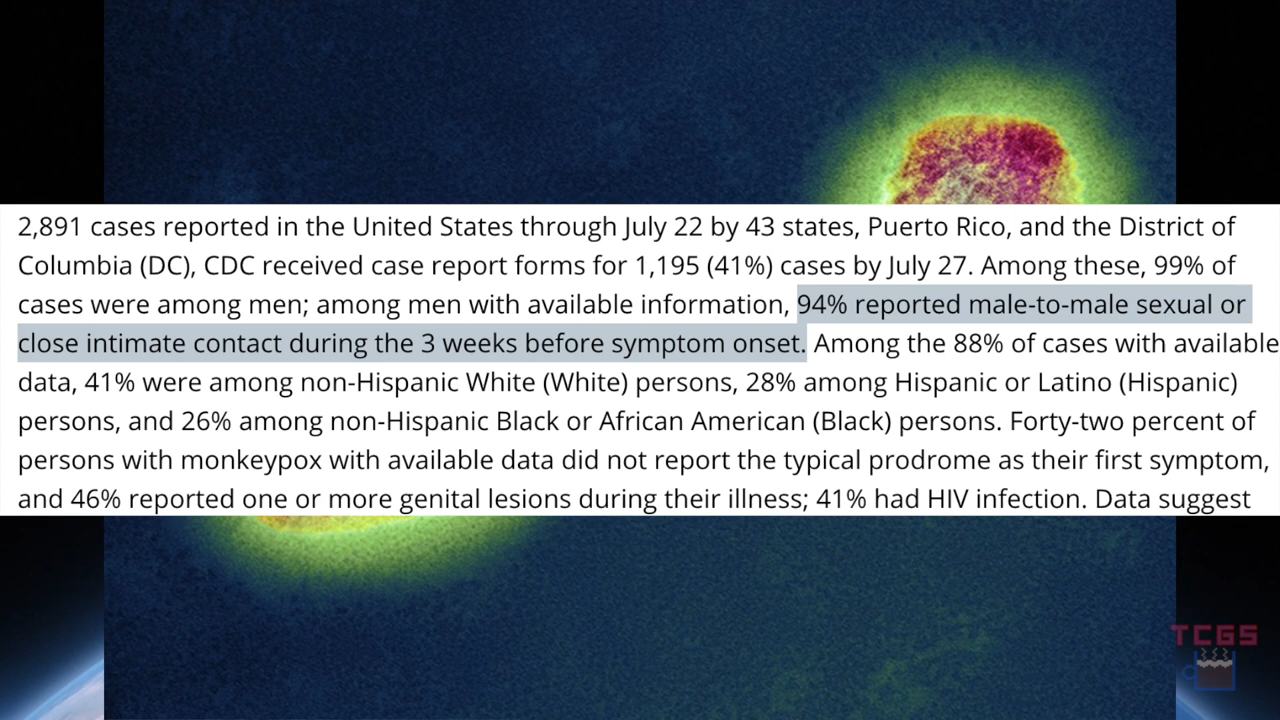 2,891 cases reported in the United States through July 22 by 43 states, Puerto Rico, and the District of
Columbia (DC), CDC received case report forms for 1,195 (41%) cases by July 27. Among these, 99% of
cases were among men; among men with available information, 94% reported male-to-male sexual or
close intimate contact during the 3 weeks before symptom onset. Among the 88% of cases with available
data, 41% were among non-Hispanic White (White) persons, 28% among Hispanic or Latino (Hispanic)
persons, and 26% among non-Hispanic Black or African American (Black) persons. Forty-two percent of
persons with monkeypox with available data did not report the typical prodrome as their first symptom,
and 46% reported one or more genital lesions during their illness; 41% had HIV infection. Data suggest
TCGS